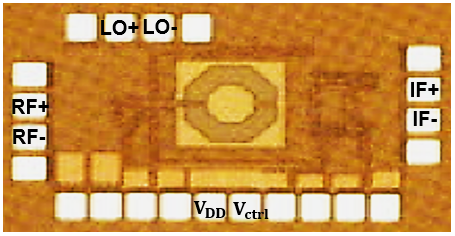 LO+ LO-
RF+
RF-
IF+
IF-
VDD Vctrl